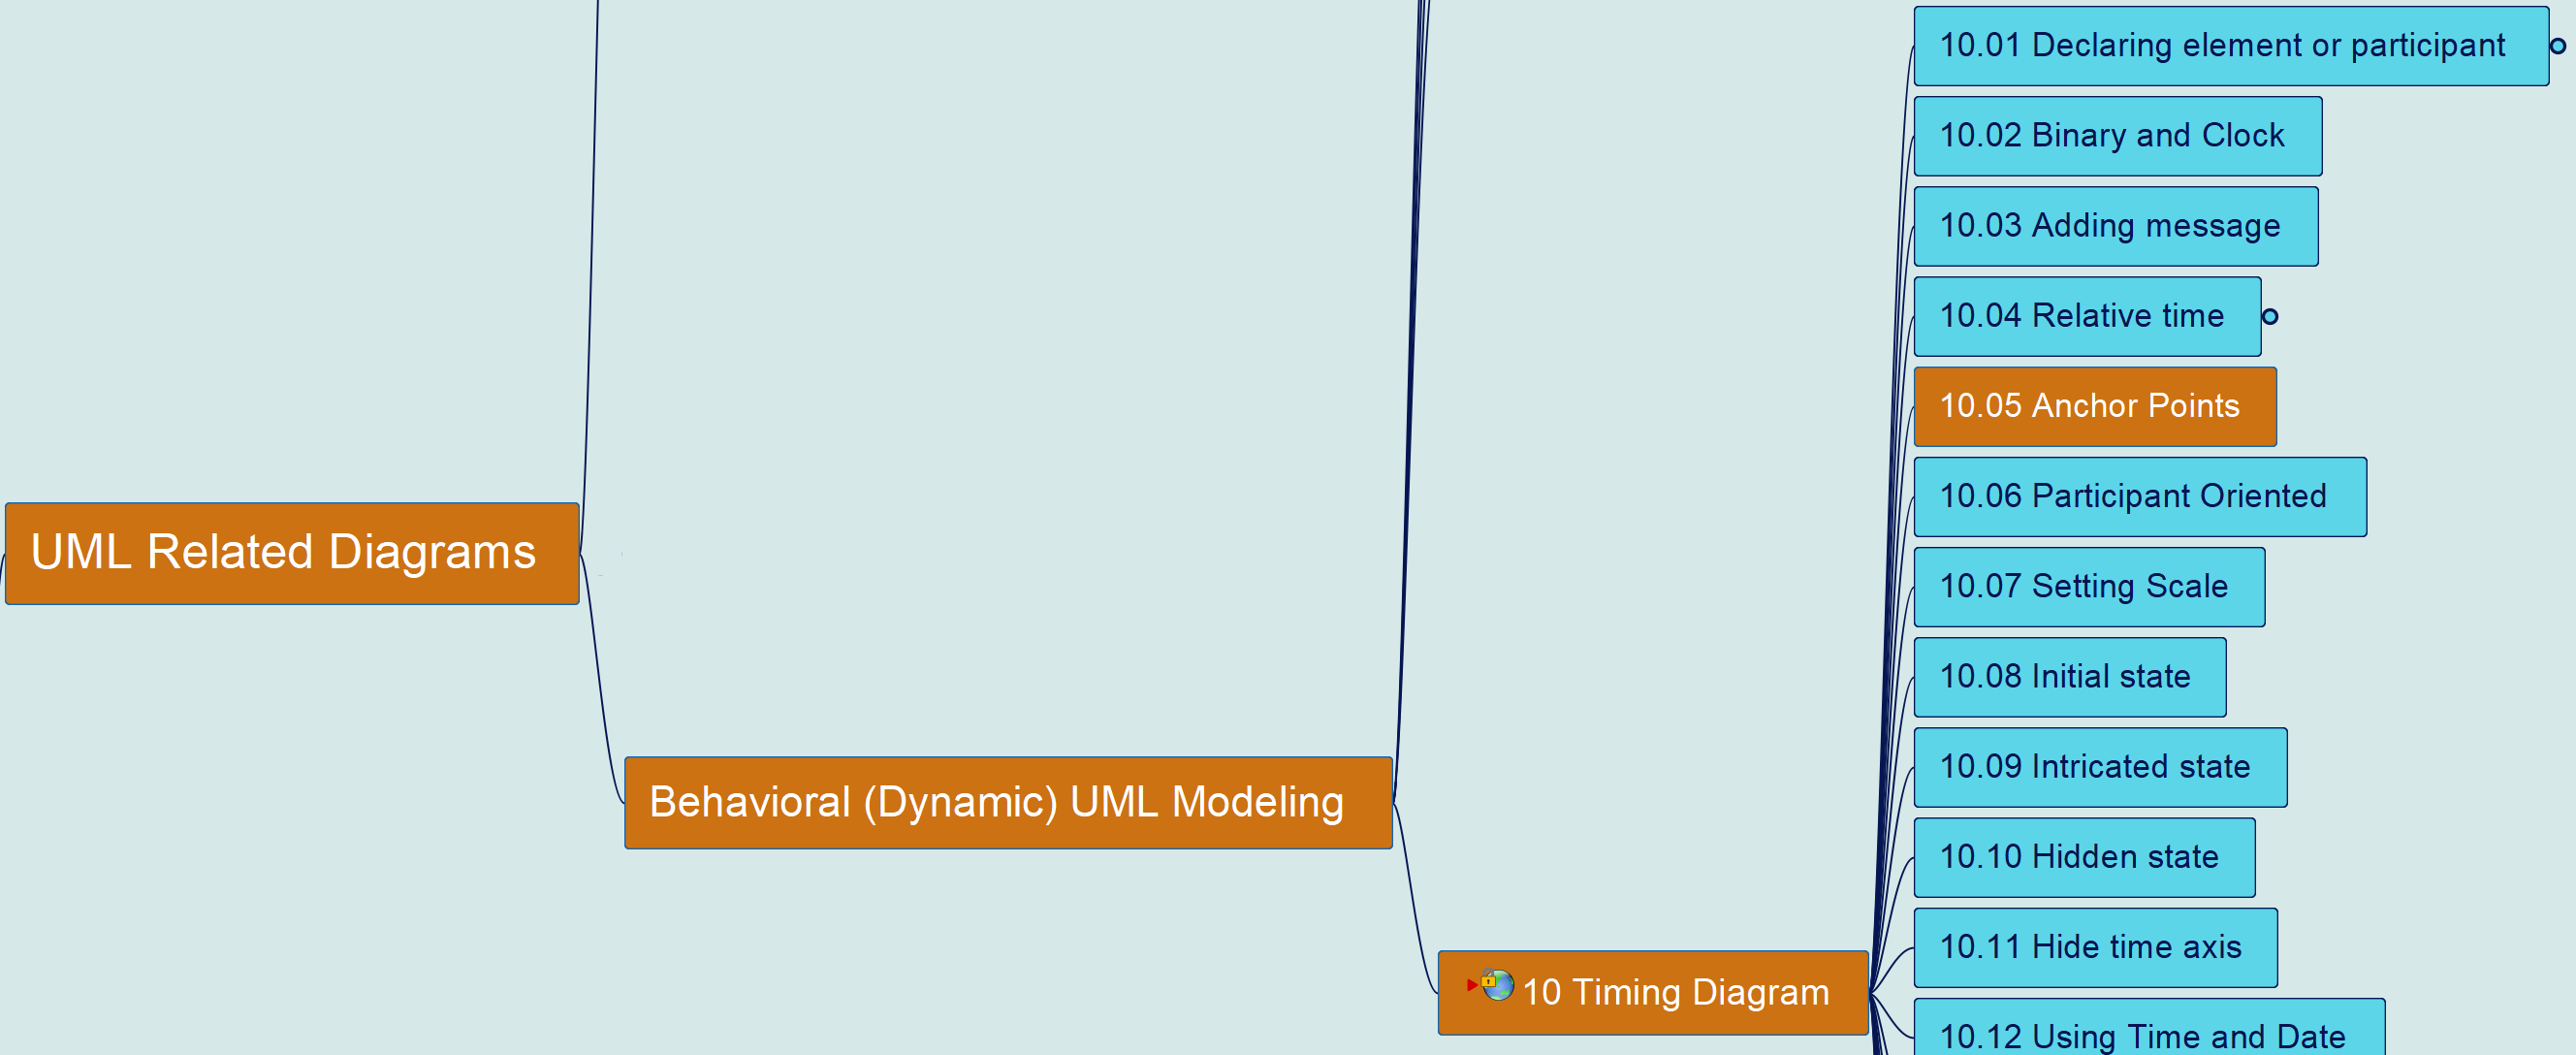 UML Related Diagrams
Behavioral (Dynamic) UML Modeling
10 Timing Diagram
10.01 Declaring element or participant
10.02 Binary and Clock
10.03 Adding message
10.04 Relative time
10.05 Anchor Points
10.06 Participant Oriented
10.07 Setting Scale
10.08 Initial state
10.09 Intricated state
10.10 Hidden state
10.11 Hide time axis
10.12 Using Time and Date